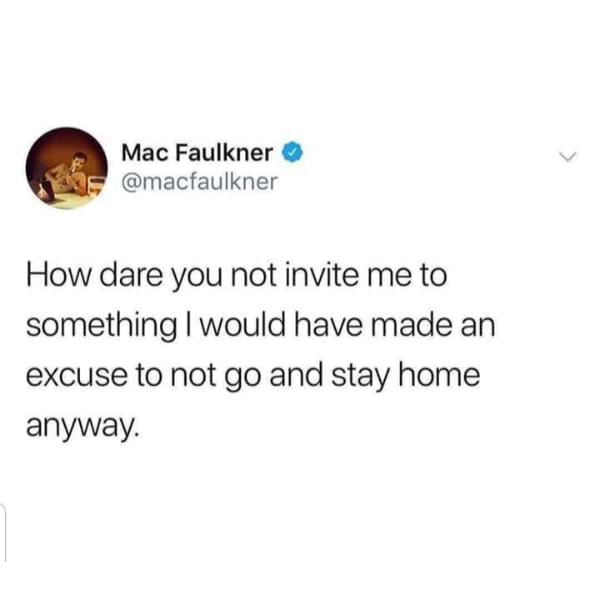 Mac Faulkner
@macfaulkner
How dare you not invite me to
something I would have made an
excuse to not go and stay home
anyway.